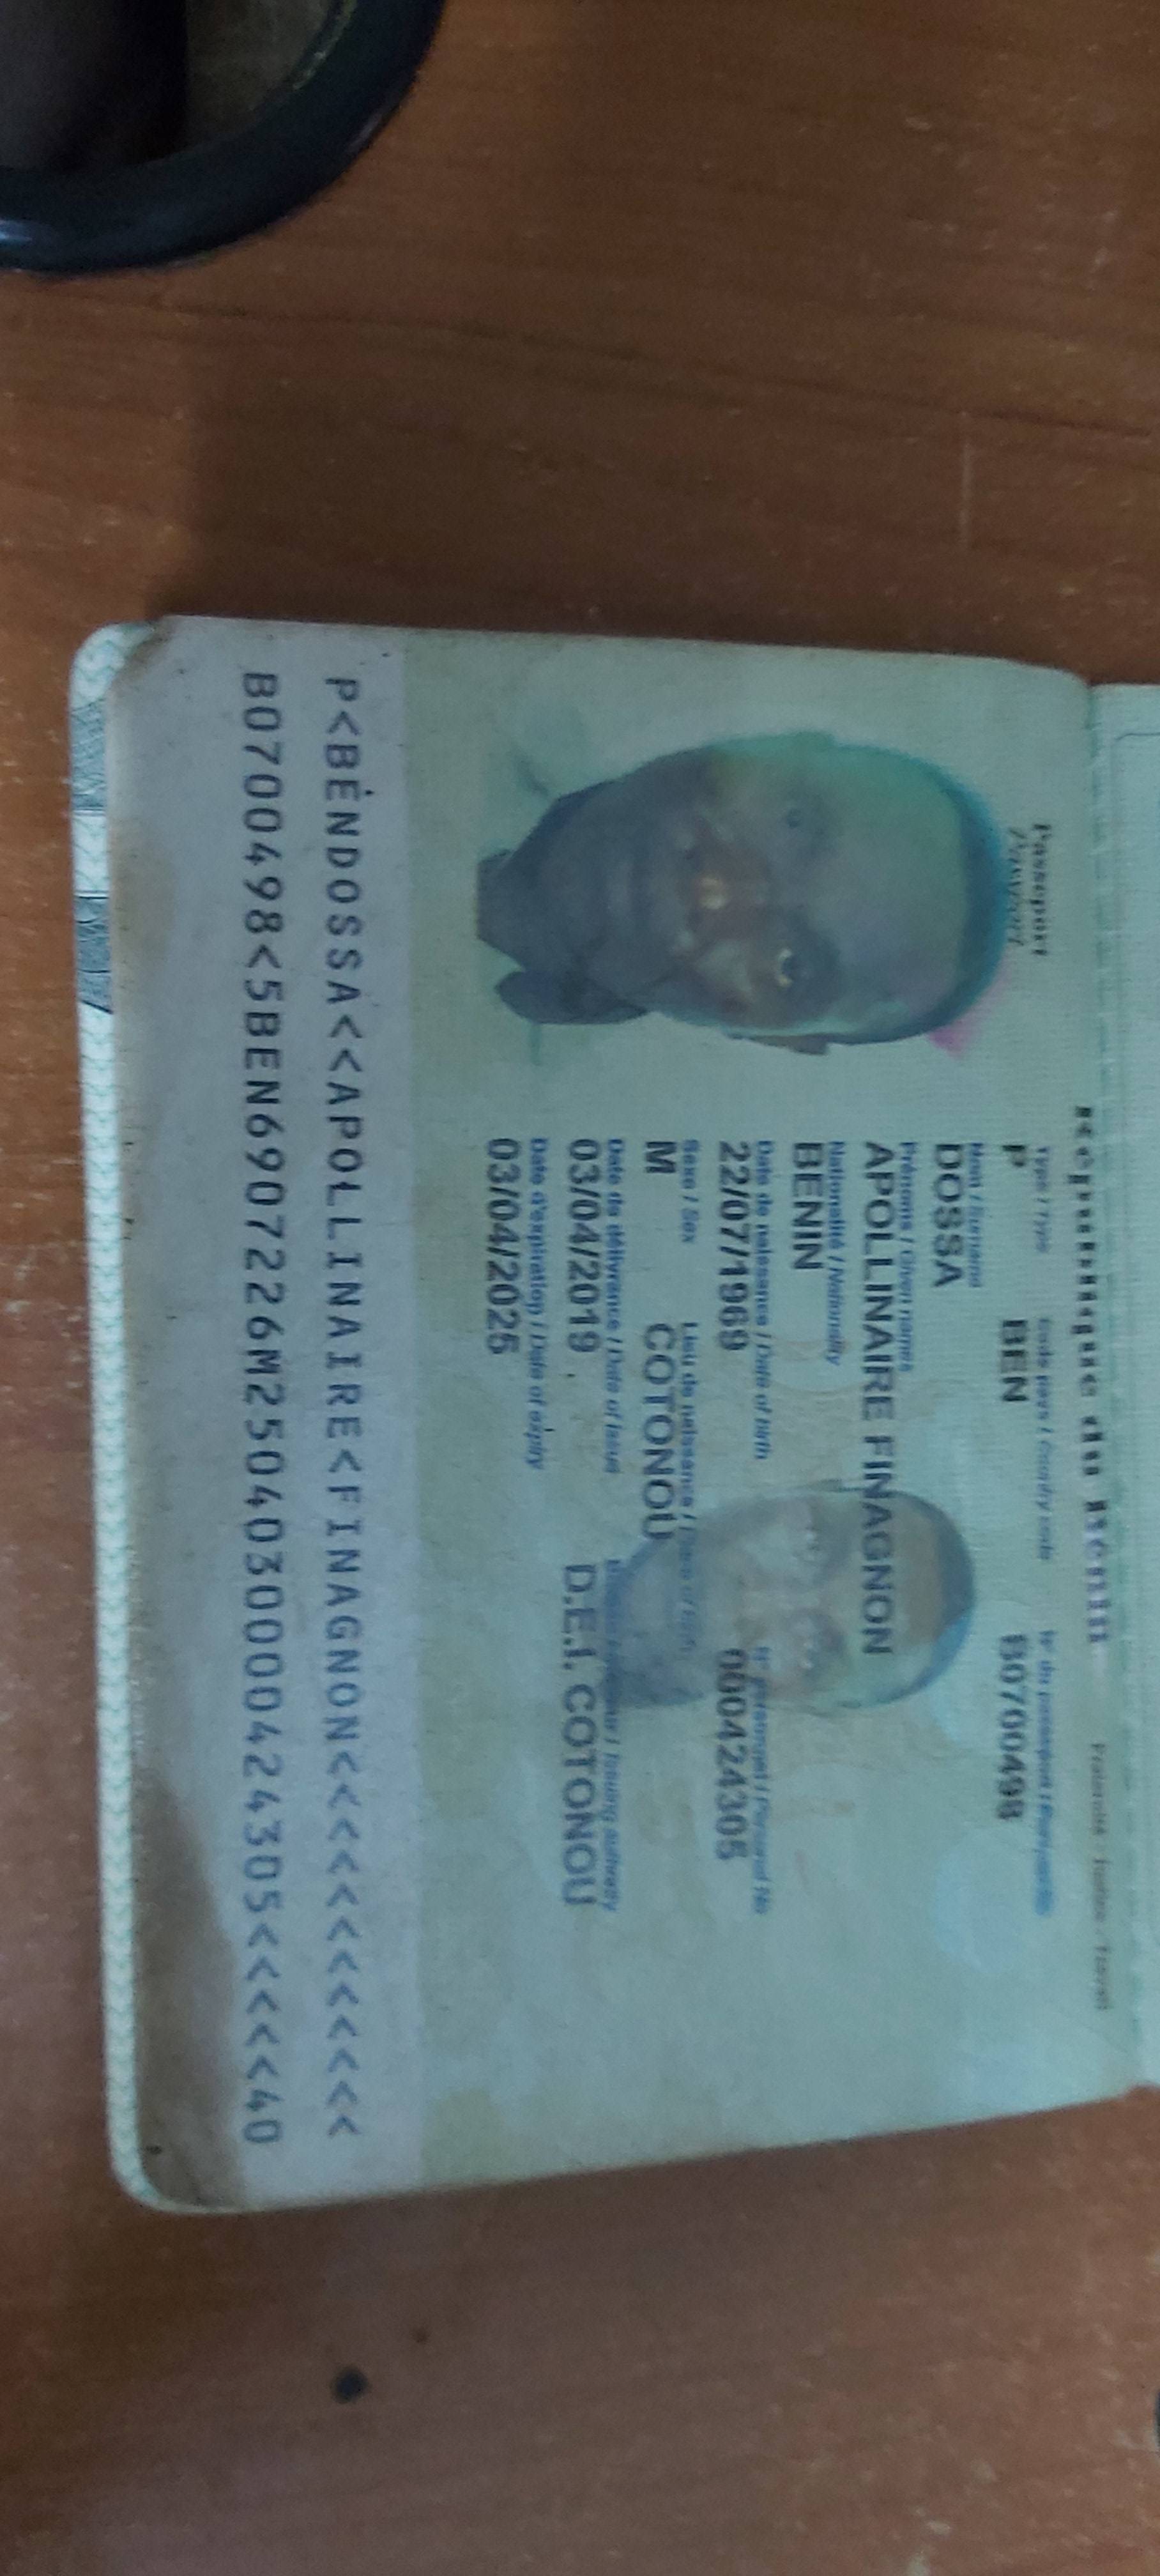 République du Bénin
Fraternité - Justice - Travail
Passeport
Passport
Type / Type
Code pays / Country code
N° du passeport / Passport No
P
BEN
B0700498
Nom / Surname
DOSSA
Prénoms / Given names
APOLLINAIRE FINAGNON
Nationalité / Nationality
BENIN
Date de naissance / Date of birth
N° personnel / Personal No
22/07/1969
000424305
Sexe / Sex
Lieu de naissance / Place of birth
M
COTONOU
Date de délivrance / Date of issue
Issuing authority
03/04/2019
D.E.I. COTONOU
Date d'expiration / Date of expiry
03/04/2025
P<BENDOSSA<<APOLLINAIRE<FINAGNON<<<<<<<<<<<<
B0700498<5BEN6907226M2504030000424305<<<<<40